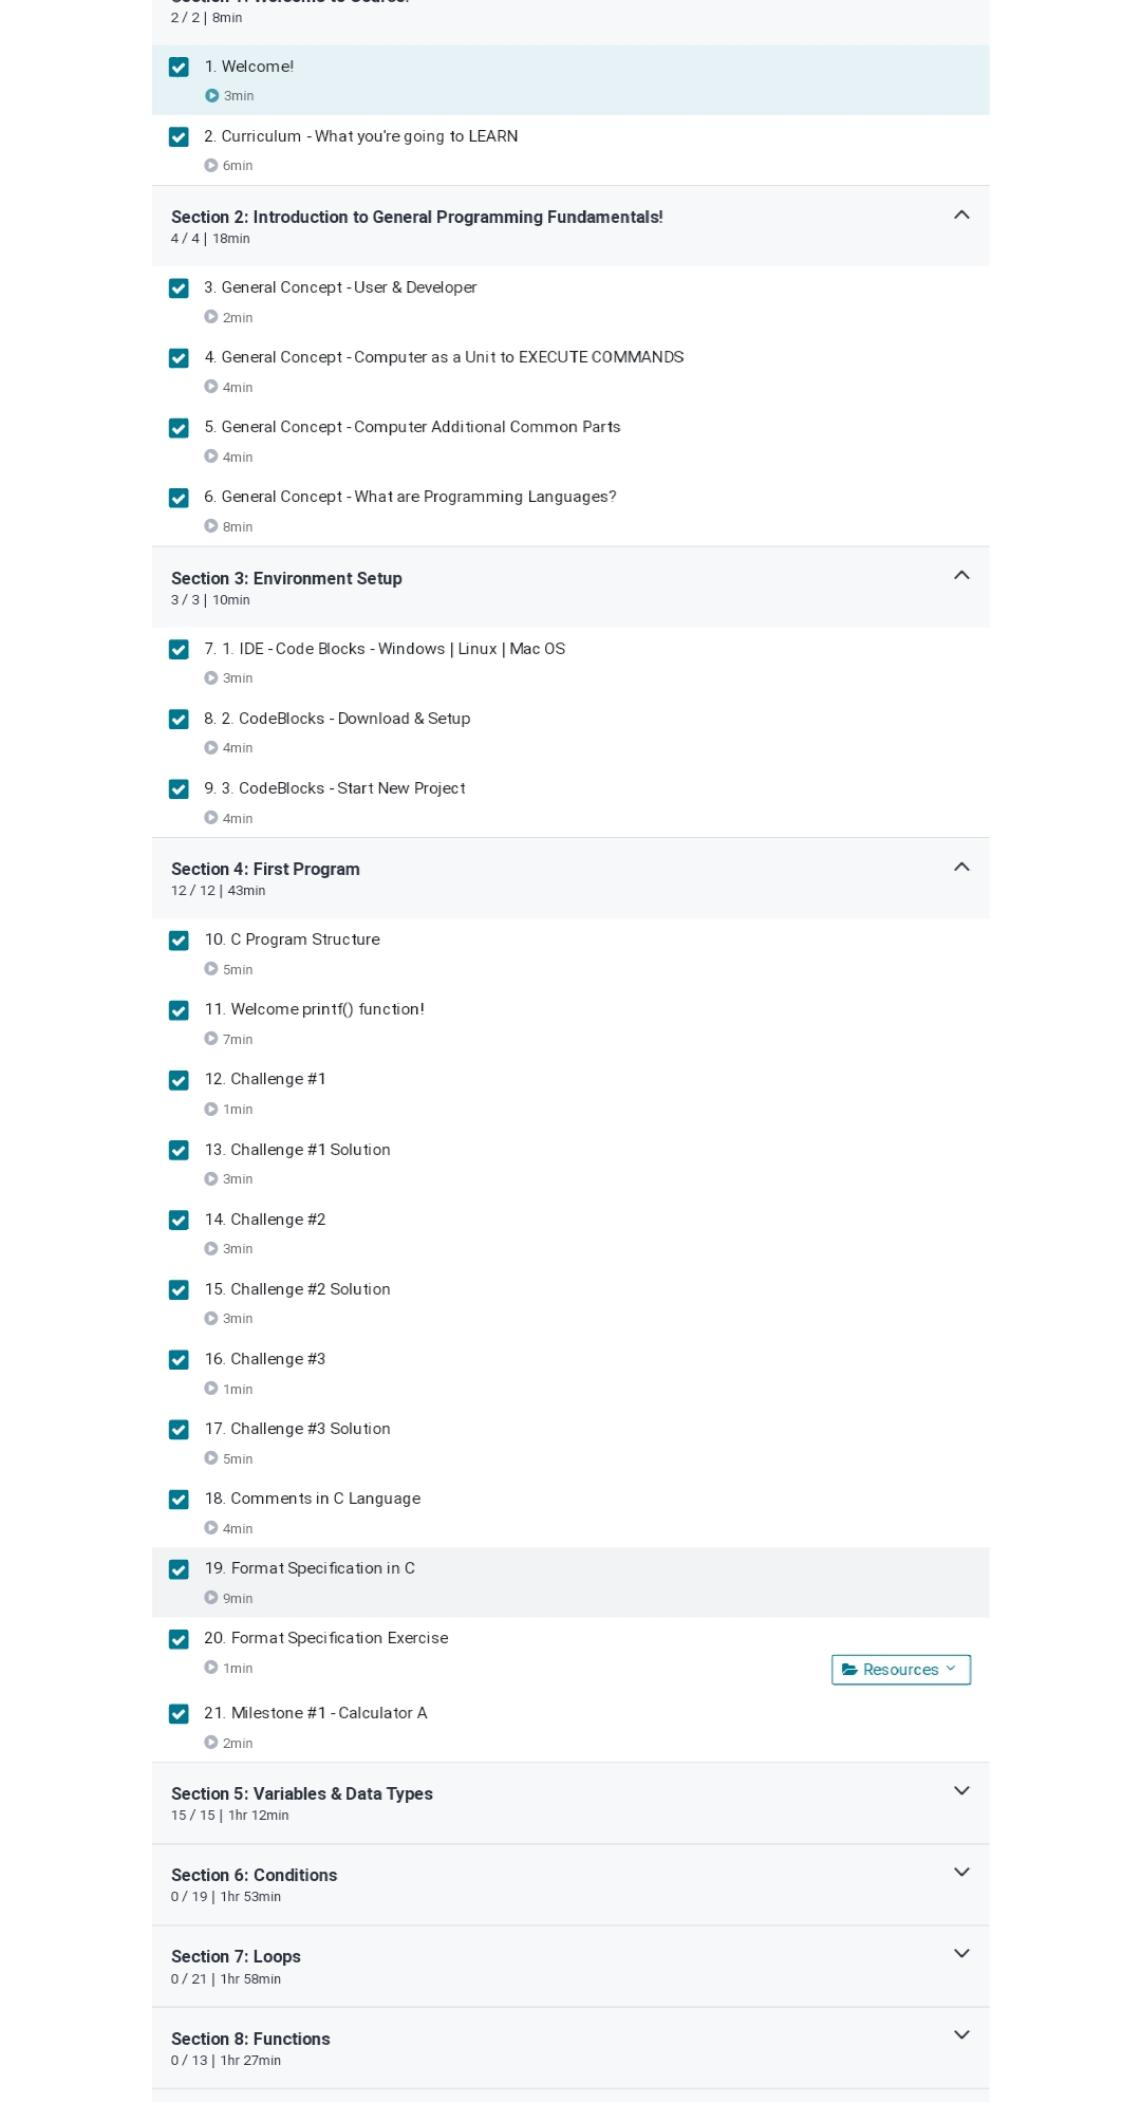 Section 1: Welcome to Course!
2 / 2 | 8min
1. Welcome!
3min
2. Curriculum - What you're going to LEARN
6min
Section 2: Introduction to General Programming Fundamentals!
4 / 4 | 18min
3. General Concept - User & Developer
2min
4. General Concept - Computer as a Unit to EXECUTE COMMANDS
4min
5. General Concept - Computer Additional Common Parts
4min
6. General Concept - What are Programming Languages?
8min
Section 3: Environment Setup
3 / 3 | 10min
7. 1. IDE - Code Blocks - Windows | Linux | Mac OS
3min
8. 2. CodeBlocks - Download & Setup
4min
9. 3. CodeBlocks - Start New Project
4min
Section 4: First Program
12 / 12 | 43min
10. C Program Structure
5min
11. Welcome printf() function!
7min
12. Challenge #1
1min
13. Challenge #1 Solution
3min
14. Challenge #2
3min
15. Challenge #2 Solution
3min
16. Challenge #3
1min
17. Challenge #3 Solution
5min
18. Comments in C Language
4min
19. Format Specification in C
9min
20. Format Specification Exercise
1min
Resources
21. Milestone #1 - Calculator A
2min
Section 5: Variables & Data Types
15 / 15 | 1hr 12min
Section 6: Conditions
0 / 19 | 1hr 53min
Section 7: Loops
0 / 21 | 1hr 58min
Section 8: Functions
0 / 13 | 1hr 27min